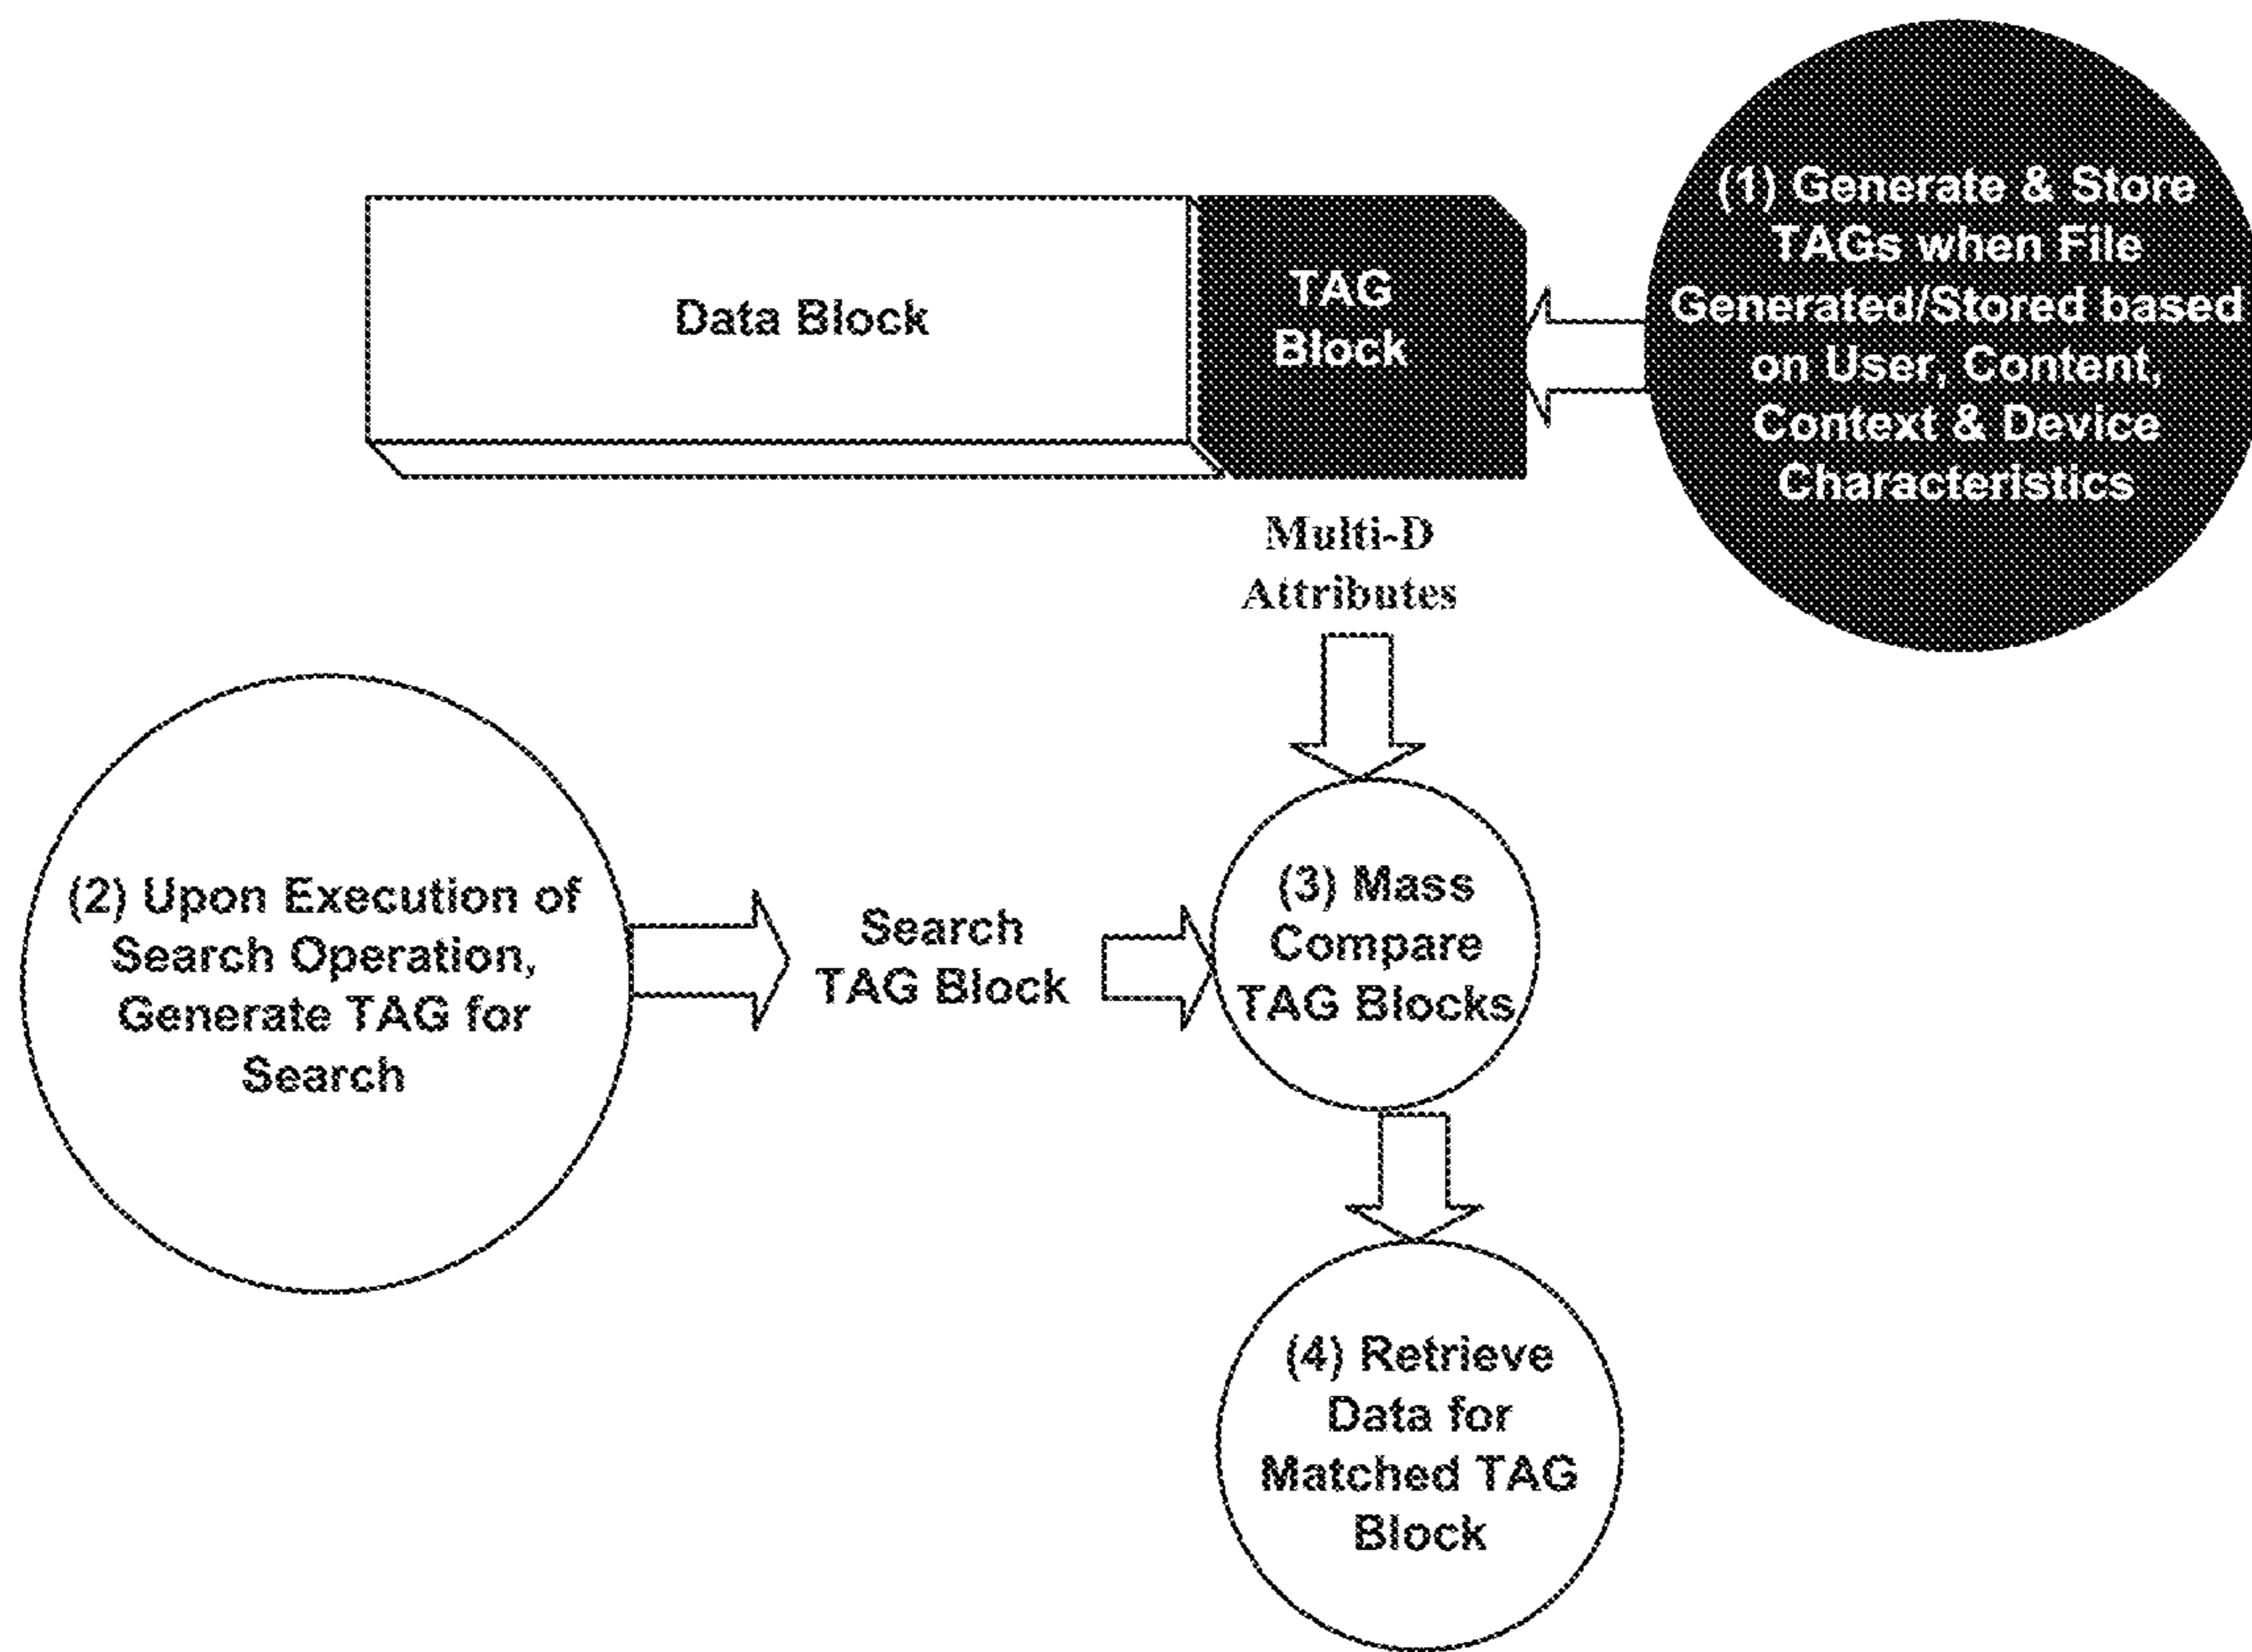 (1) Generate & Store
TAGs when File
Generated/Stored based
on User, Content,
Context & Device
Characteristics
Data Block
TAG
Block
Multi-D
Attributes
(2) Upon Execution of
Search Operation,
Generate TAG for
Search
Search
TAG Block
(3) Mass
Compare
TAG Blocks
(4) Retrieve
Data for
Matched TAG
Block